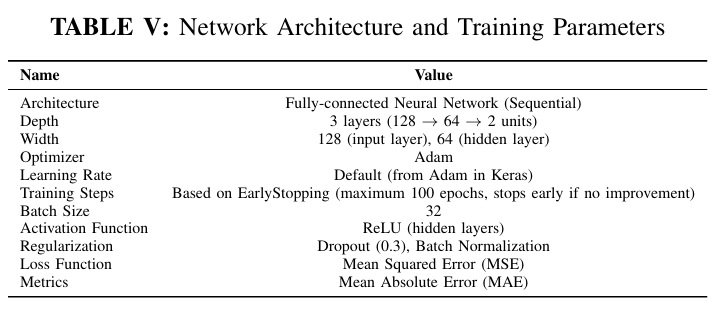 TABLE V: Network Architecture and Training Parameters
Name Value
Architecture Fully-connected Neural Network (Sequential)
Depth 3 layers (128 → 64 → 2 units)
Width 128 (input layer), 64 (hidden layer)
Optimizer Adam
Learning Rate Default (from Adam in Keras)
Training Steps Based on EarlyStopping (maximum 100 epochs, stops early if no improvement)
Batch Size 32
Activation Function ReLU (hidden layers)
Regularization Dropout (0.3), Batch Normalization
Loss Function Mean Squared Error (MSE)
Metrics Mean Absolute Error (MAE)